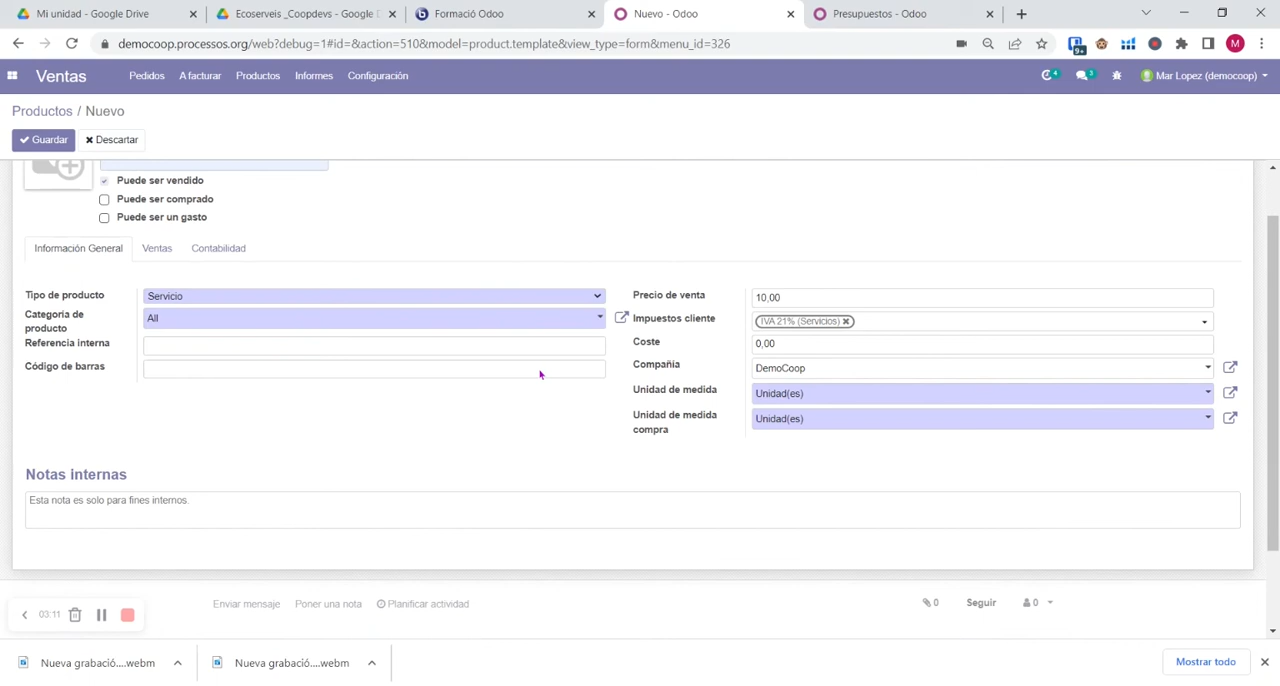 Mi unidad - Google Drive
Ecoserveis _Coopdevs - Google D
Formació Odoo
Nuevo - Odoo
Presupuestos - Odoo
democoop.processos.org/web?debug=1#id=&action=510&model=product.template&view_type=form&menu_id=326
9+
M
Ventas
Pedidos
A facturar
Productos
Informes
Configuración
4
3
Mar Lopez (democoop)
Productos / Nuevo
Guardar
Descartar
Puede ser vendido
Puede ser comprado
Puede ser un gasto
Información General
Ventas
Contabilidad
Tipo de producto
Servicio
Categoría de
producto
All
Referencia interna
Código de barras
Precio de venta
10,00
Impuestos cliente
IVA 21% (Servicios)
Coste
0,00
Compañía
DemoCoop
Unidad de medida
Unidad(es)
Unidad de medida
compra
Unidad(es)
Notas internas
Esta nota es solo para fines internos.
Enviar mensaje
Poner una nota
Planificar actividad
0
Seguir
0
03:11
Nueva grabació....webm
Nueva grabació....webm
Mostrar todo